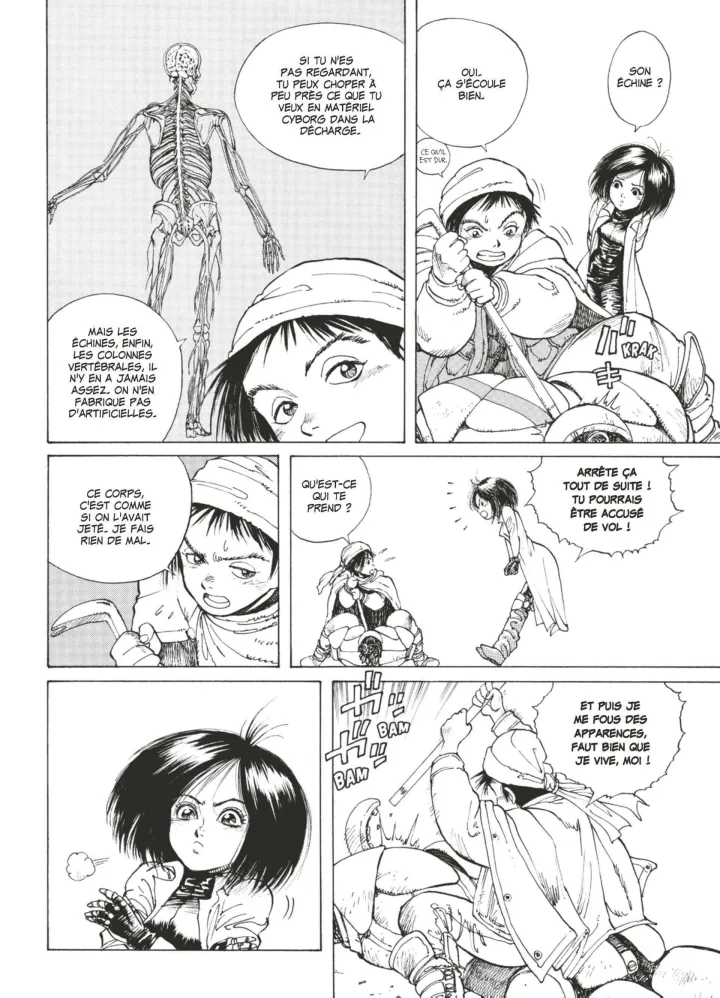 SON
ÉCHINE ?
OUI..
ÇA S'ÉCOULE
BIEN..
CE QU'IL
EST DUR..
KRAK
SI TU N'ES
PAS REGARDANT,
TU PEUX CHOPER À
PEU PRÈS CE QUE TU
VEUX EN MATÉRIEL
CYBORG DANS LA
DÉCHARGE..
MAIS LES
ÉCHINES, ENFIN,
LES COLONNES
VERTÉBRALES, IL
N'Y EN A JAMAIS
ASSEZ.. ON N'EN
FABRIQUE PAS
D'ARTIFICIELLES..
ARRÊTE ÇA
TOUT DE SUITE !
TU POURRAIS
ÊTRE ACCUSÉ
DE VOL !
QU'EST-CE
QUI TE
PREND ?
CE CORPS,
C'EST COMME
SI ON L'AVAIT
JETÉ.. JE FAIS
RIEN DE MAL..
ET PUIS JE
ME FOUS DES
APPARENCES,
FAUT BIEN QUE
JE VIVE, MOI !
BAM
BAM